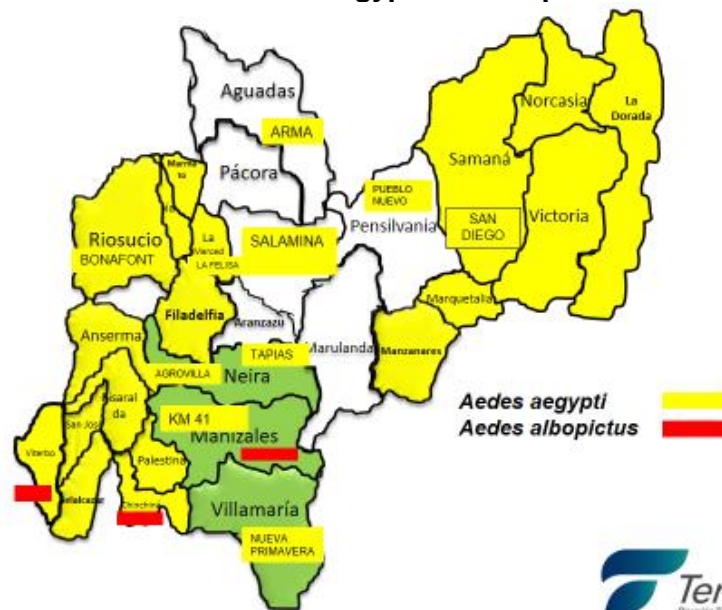 Aguadas
ARMA
Norcasia
La
Dorada
Pácora
Samaná
PUEBLO
NUEVO
Pensilvania
SAN
DIEGO
Victoria
Riosucio
BONAFONT
La
Merced
LA FELISA
SALAMINA
Marquetalia
Filadelfia
Aranzazu
Anserma
Marulanda
Manzanares
TAPIAS
AGROVILLA
Neira
KM 41
Manizales
San José
Viterbo
Palestina
Chinchiná
Villamaría
NUEVA
PRIMAVERA
Aedes aegypti
Aedes albopictus